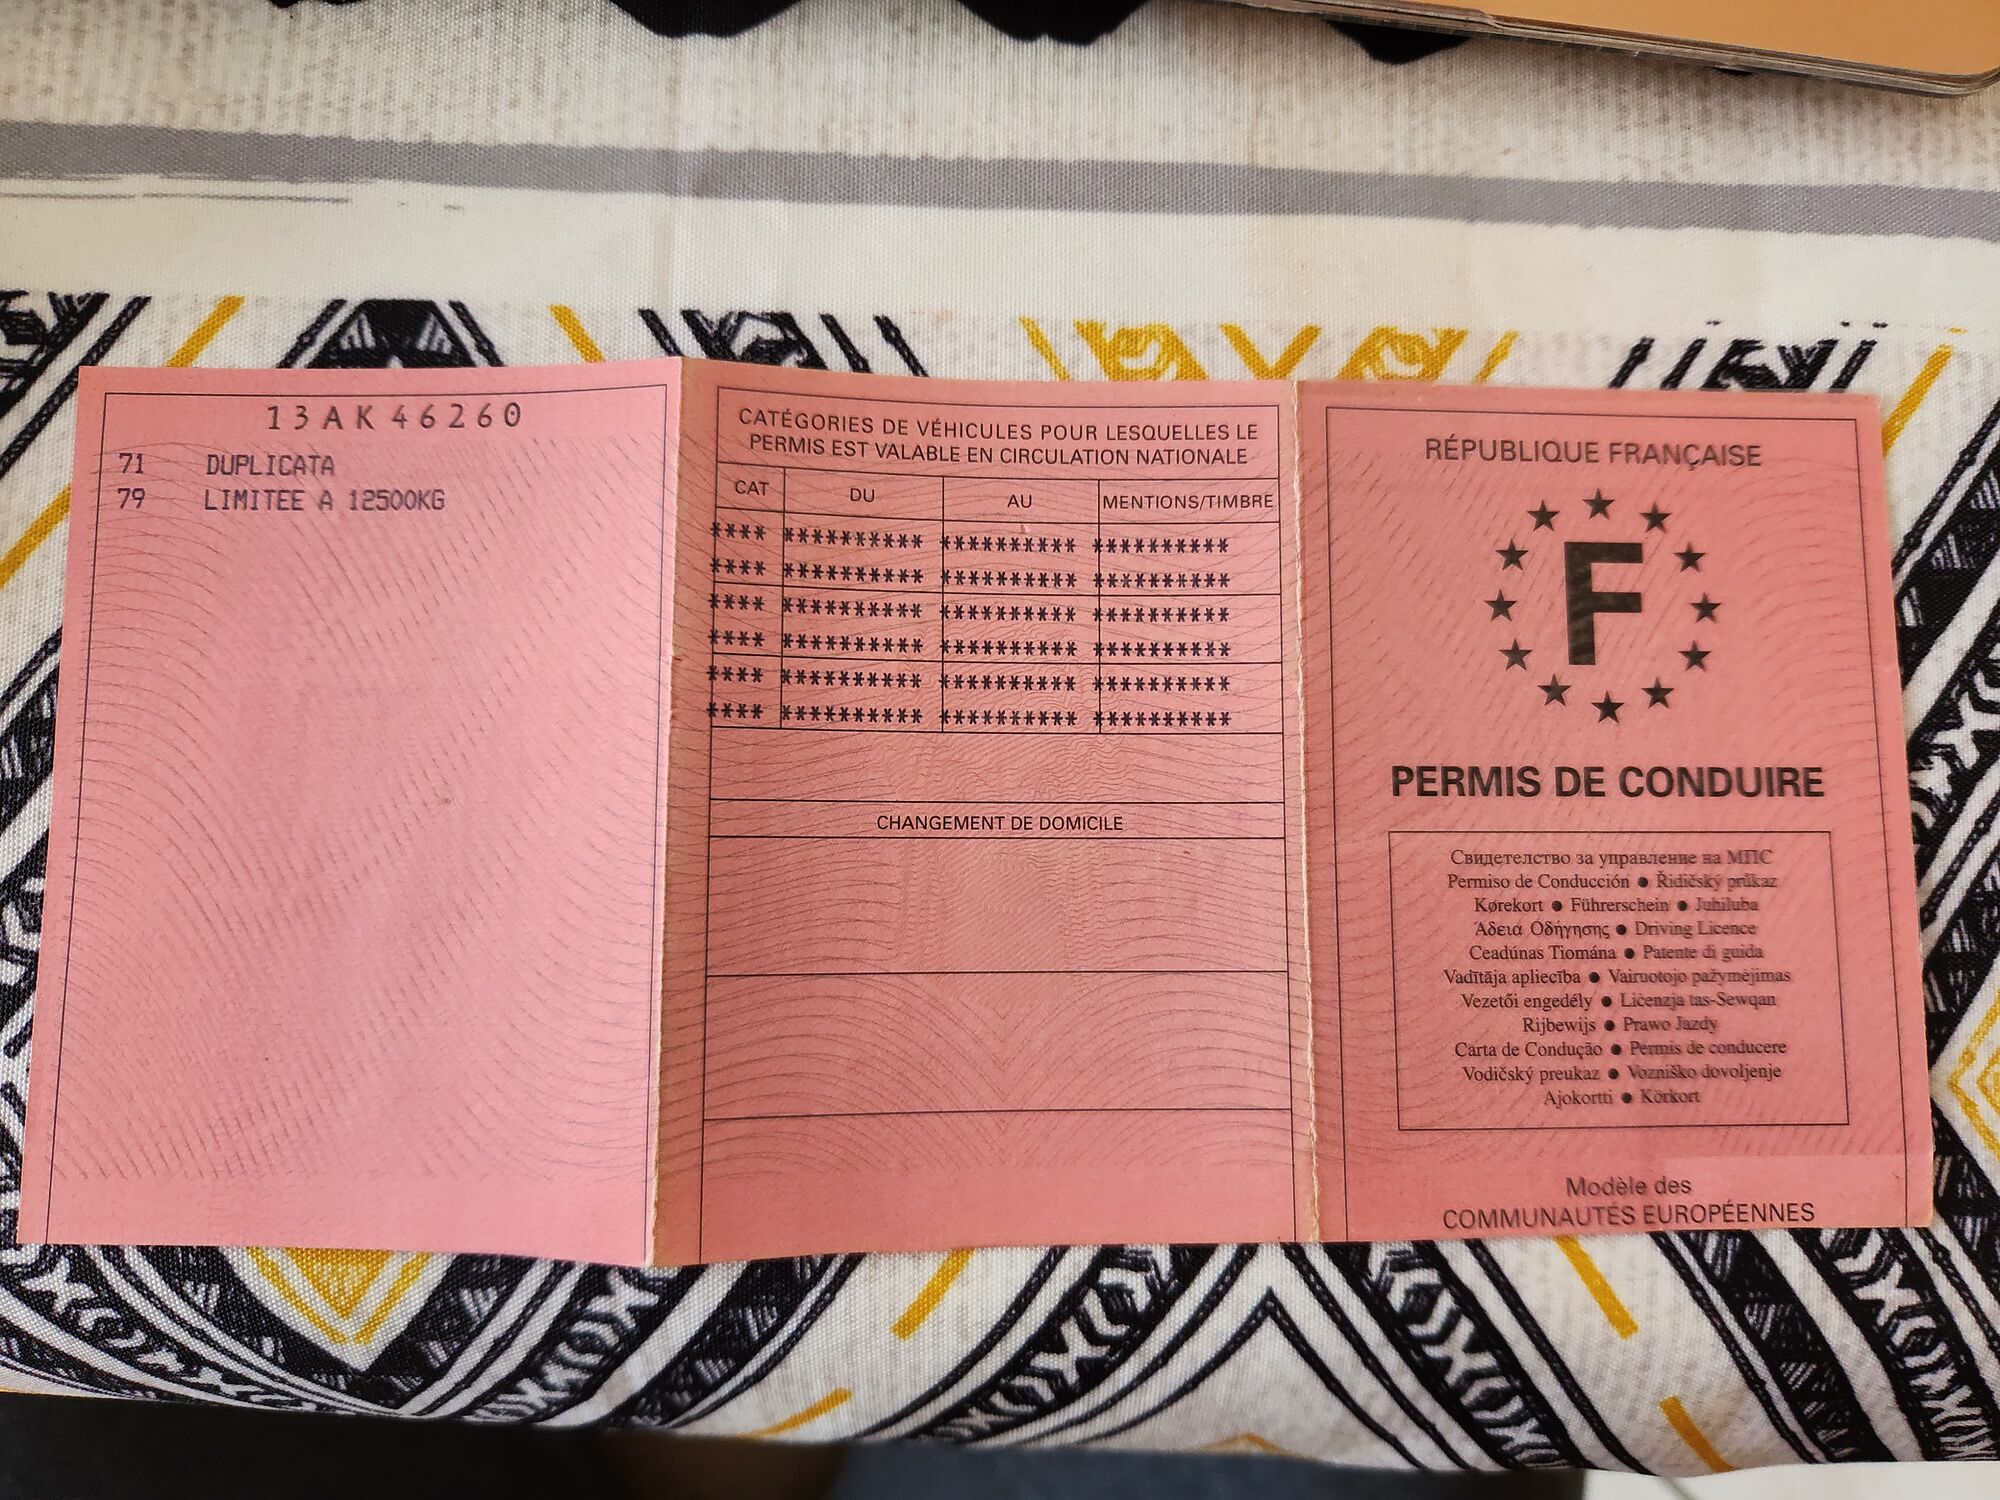 13AK46260
71 DUPLICATA
79 LIMITEE A 12500KG
CATÉGORIES DE VÉHICULES POUR LESQUELLES LE
PERMIS EST VALABLE EN CIRCULATION NATIONALE
CAT DU AU MENTIONS/TIMBRE
**** ********** ********** **********
**** ********** ********** **********
**** ********** ********** **********
**** ********** ********** **********
**** ********** ********** **********
**** ********** ********** **********
CHANGEMENT DE DOMICILE
RÉPUBLIQUE FRANÇAISE
F
PERMIS DE CONDUIRE
Свидетелство за управление на МПС
Permiso de Conducción ● Řidičský průkaz
Kørekort ● Führerschein ● Juhiluba
Άδεια Οδήγησης ● Driving Licence
Ceadúnas Tiomána ● Patente di guida
Vadītāja apliecība ● Vairuotojo pažymėjimas
Vezetői engedély ● Liċenzja tas-Sewqan
Rijbewijs ● Prawo Jazdy
Carta de Condução ● Permis de conducere
Vodičský preukaz ● Vozniško dovoljenje
Ajokortti ● Körkort
Modèle des
COMMUNAUTÉS EUROPÉENNES